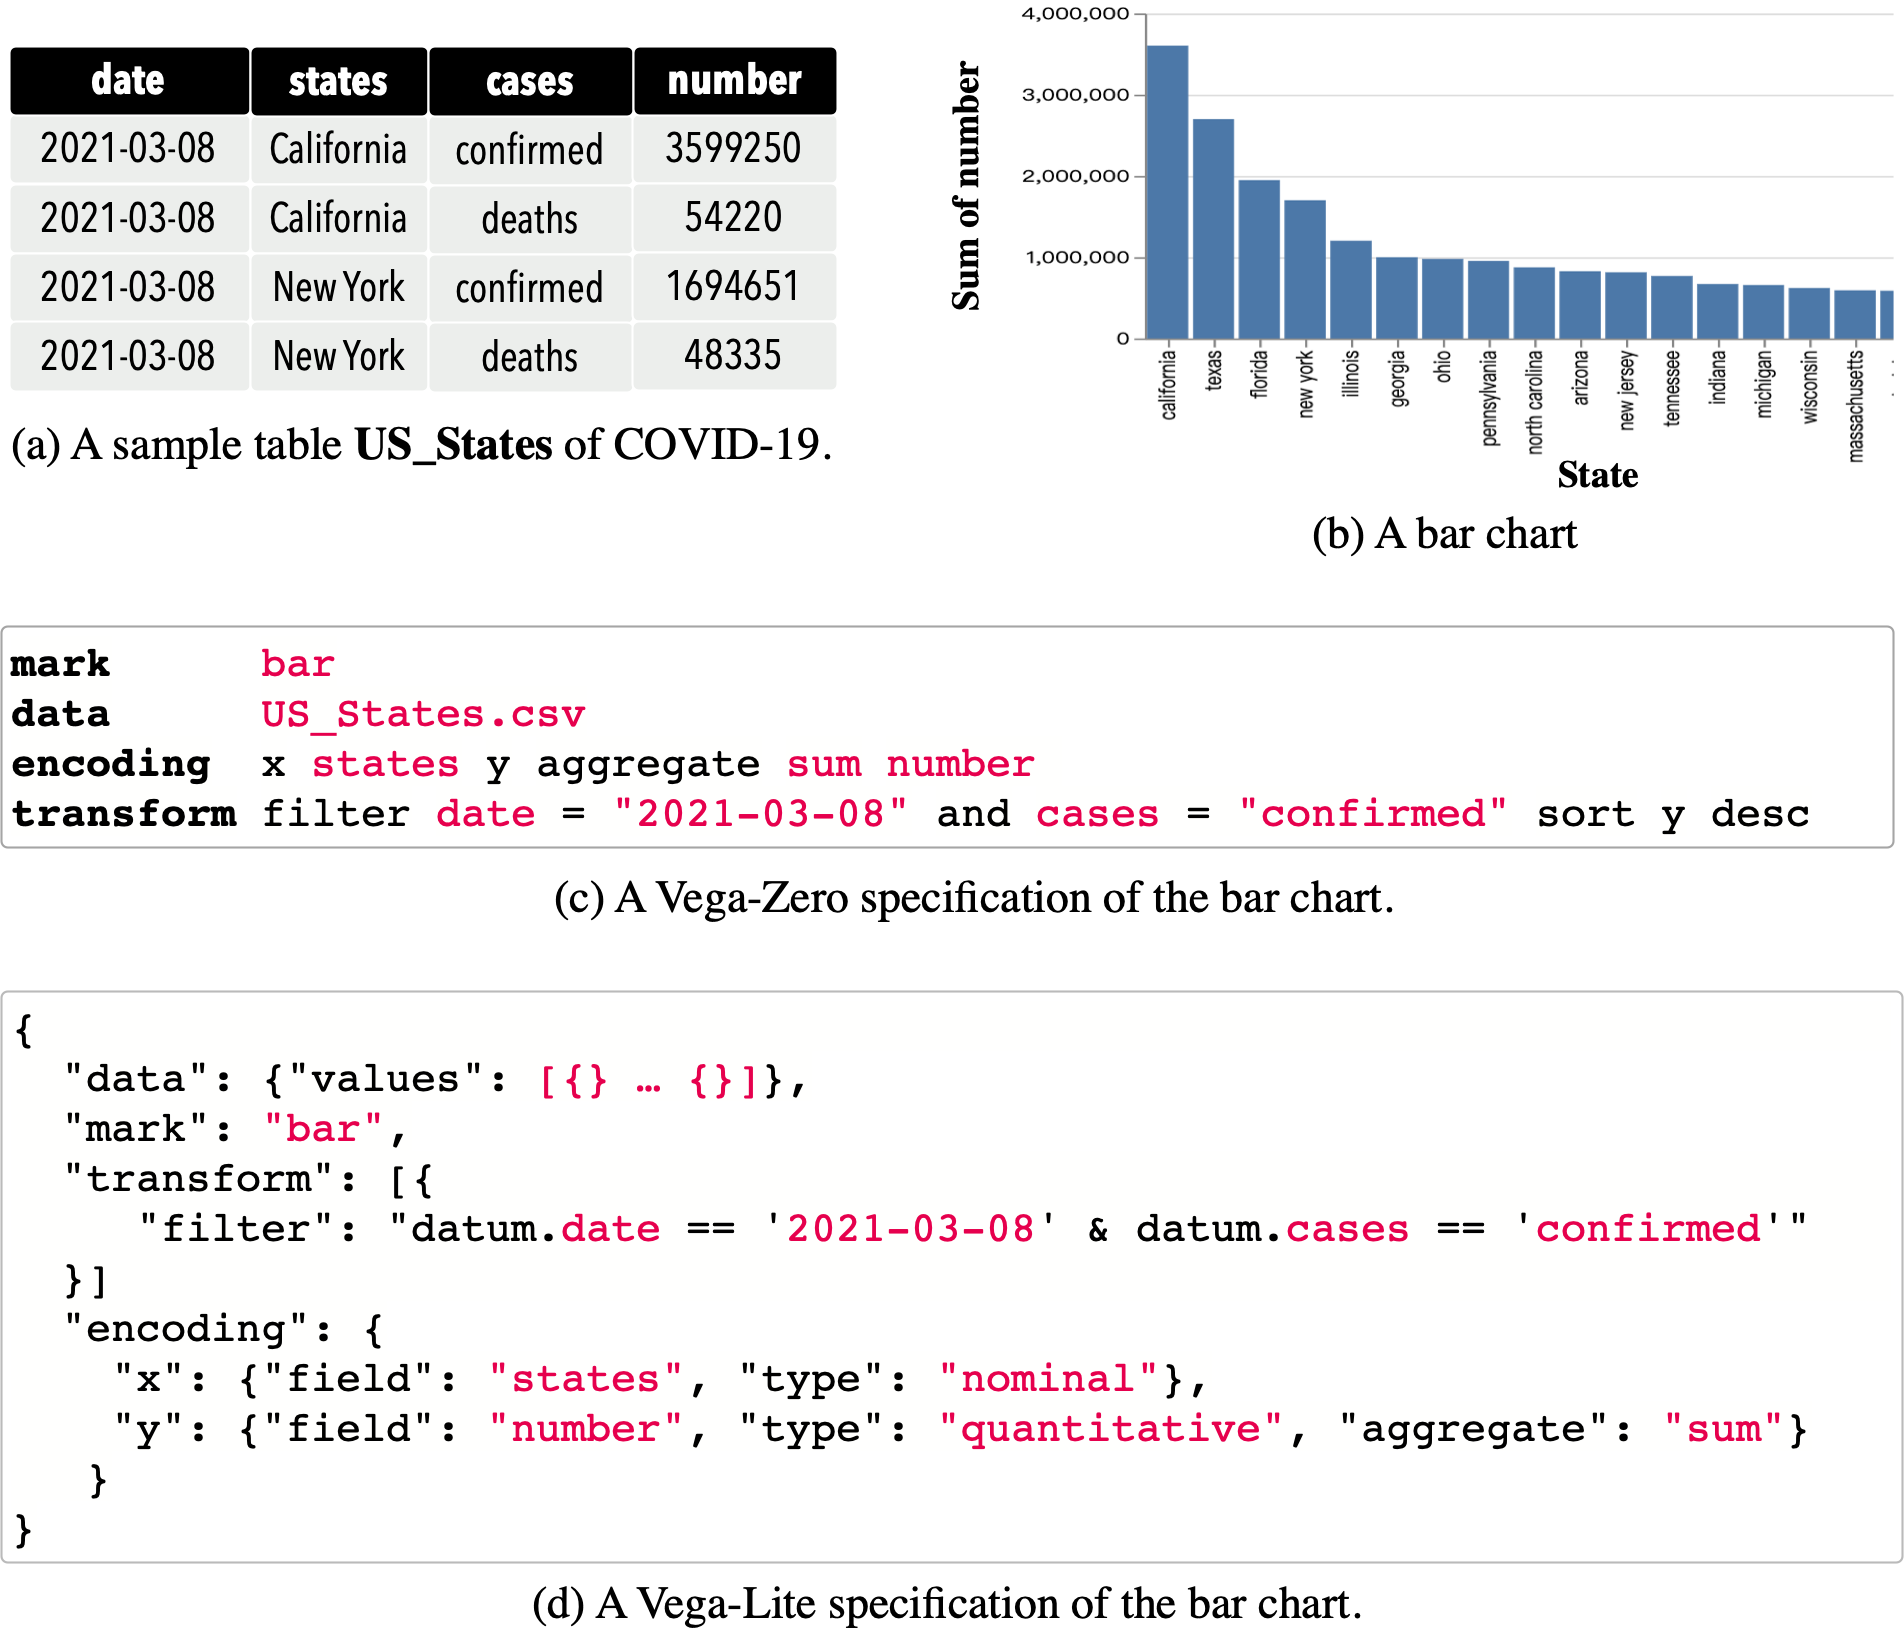 date states cases number
2021-03-08 California confirmed 3599250
2021-03-08 California deaths 54220
2021-03-08 New York confirmed 1694651
2021-03-08 New York deaths 48335
(a) A sample table US_States of COVID-19.
4,000,000
3,000,000
2,000,000
1,000,000
0
Sum of number
california
texas
florida
new york
illinois
georgia
ohio
pennsylvania
north carolina
arizona
new jersey
tennessee
indiana
michigan
wisconsin
massachusetts
State
(b) A bar chart
mark bar
data US_States.csv
encoding x states y aggregate sum number
transform filter date = "2021-03-08" and cases = "confirmed" sort y desc
(c) A Vega-Zero specification of the bar chart.
{
"data": {"values": [{} … {}]},
"mark": "bar",
"transform": [{
"filter": "datum.date == '2021-03-08' & datum.cases == 'confirmed'"
}]
"encoding": {
"x": {"field": "states", "type": "nominal"},
"y": {"field": "number", "type": "quantitative", "aggregate": "sum"}
}
}
(d) A Vega-Lite specification of the bar chart.